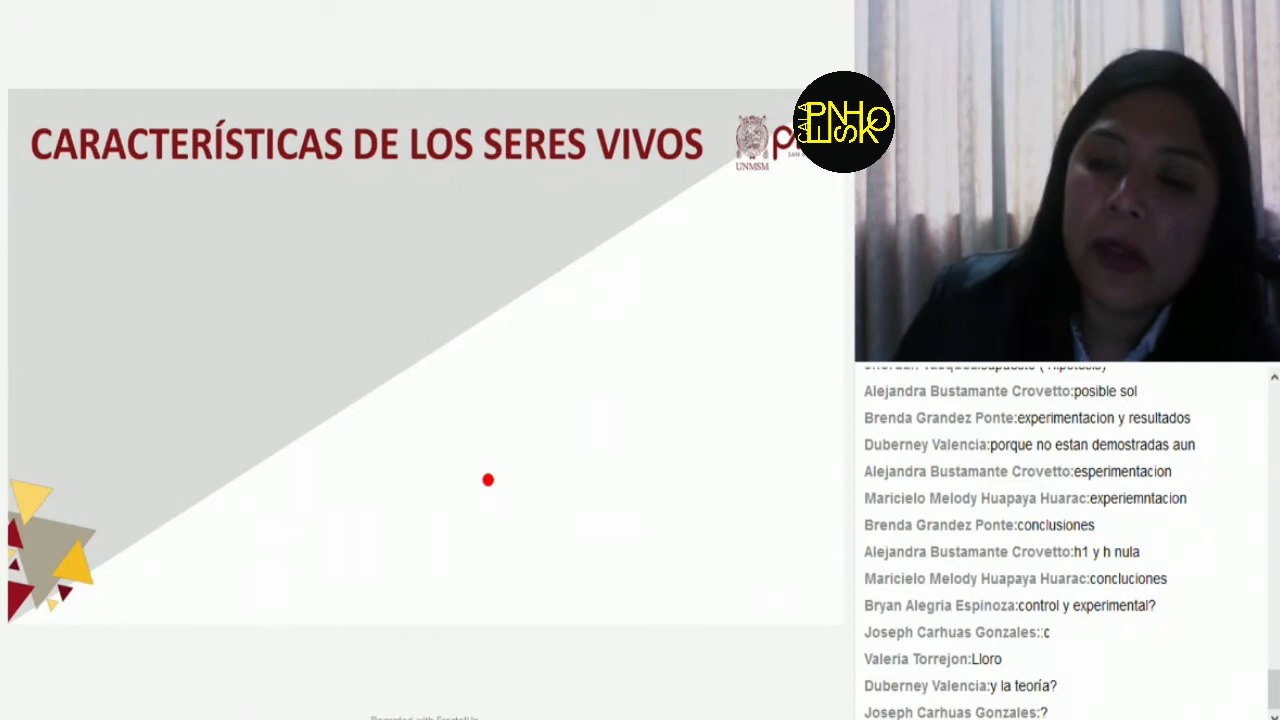 CARACTERÍSTICAS DE LOS SERES VIVOS
UNMSM
CALA
PNHO
ESK
Alejandra Bustamante Crovetto:posible sol
Brenda Grandez Ponte:experimentacion y resultados
Duberney Valencia:porque no estan demostradas aun
Alejandra Bustamante Crovetto:esperimentacion
Maricielo Melody Huapaya Huarac:experiemntacion
Brenda Grandez Ponte:conclusiones
Alejandra Bustamante Crovetto:h1 y h nula
Maricielo Melody Huapaya Huarac:concluciones
Bryan Alegria Espinoza:control y experimental?
Joseph Carhuas Gonzales::c
Valeria Torrejon:Lloro
Duberney Valencia:y la teoría?
Joseph Carhuas Gonzales:?